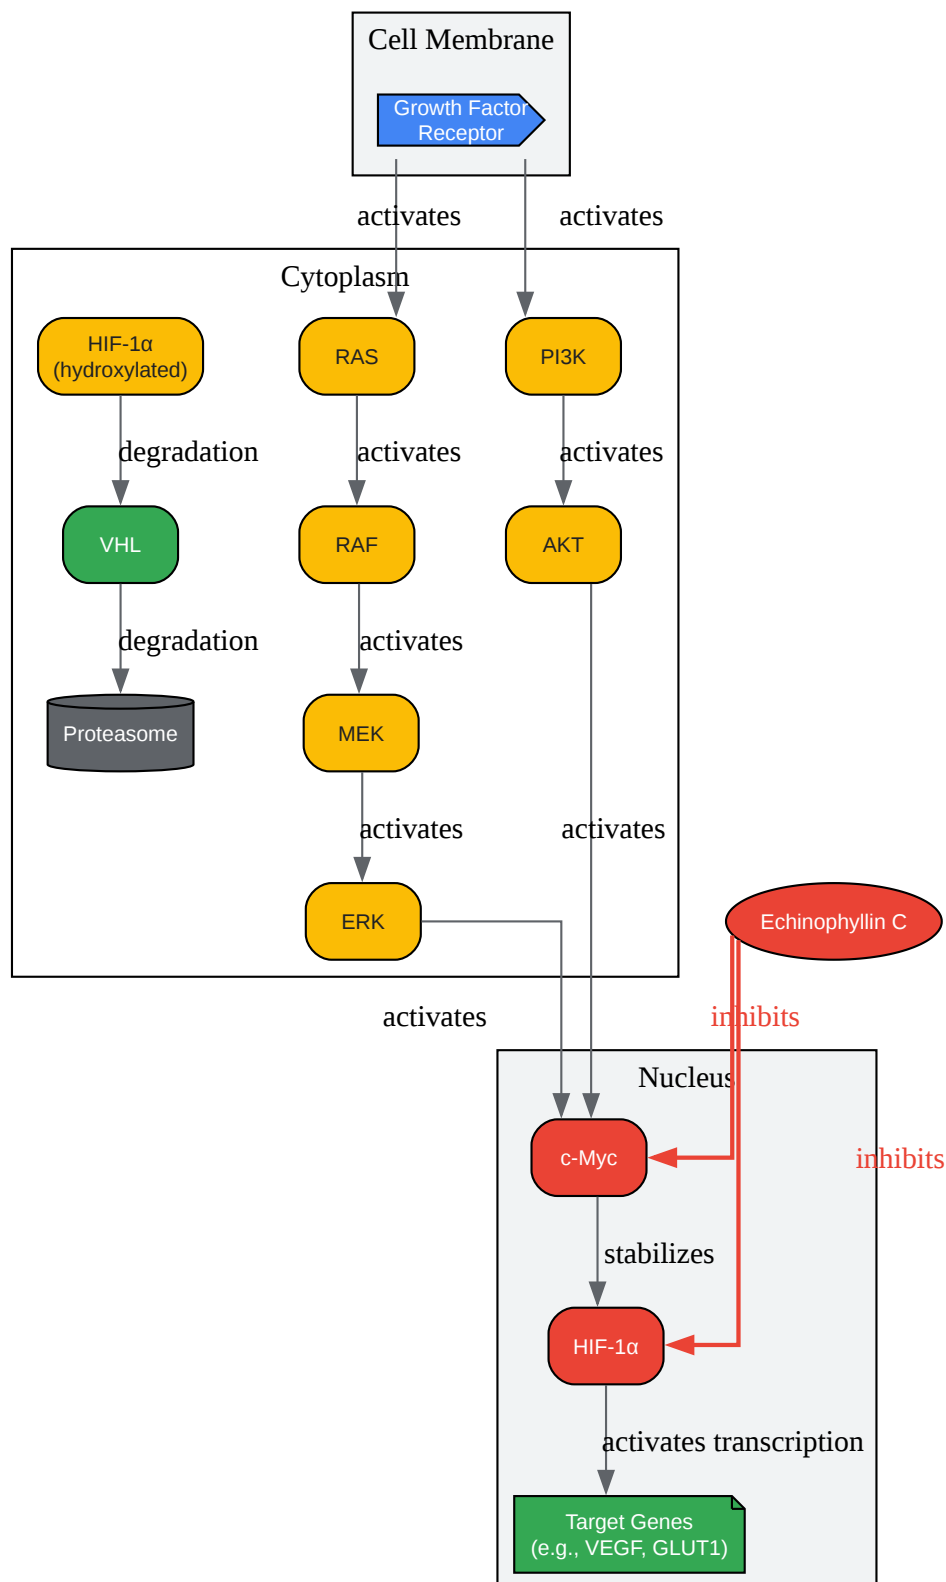 Cell Membrane
Growth Factor
Receptor
activates
activates
Cytoplasm
HIF-1α
(hydroxylated)
RAS
PI3K
degradation
activates
activates
VHL
RAF
AKT
degradation
activates
Proteasome
MEK
activates
activates
ERK
Echinophyllin C
activates
inhibits
Nucleus
c-Myc
inhibits
stabilizes
HIF-1α
activates transcription
Target Genes
(e.g., VEGF, GLUT1)